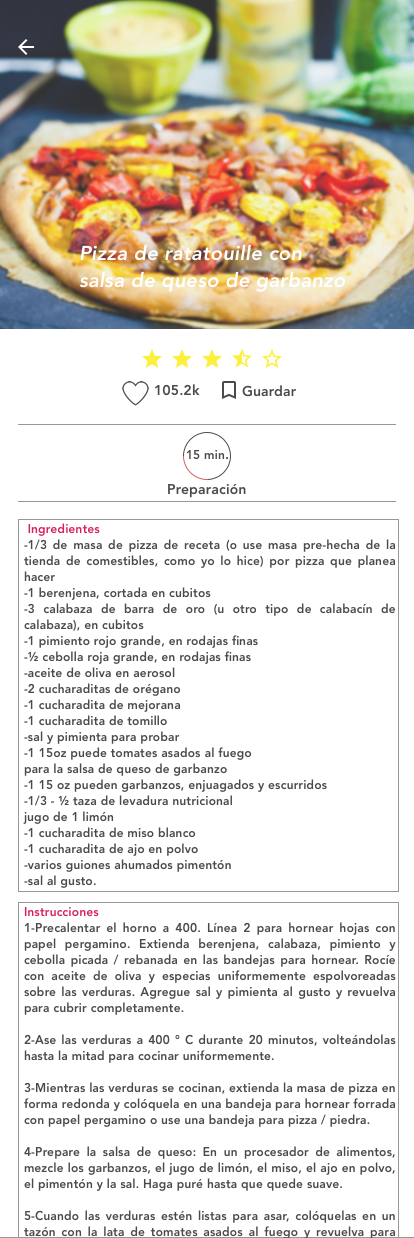 Pizza de ratatouille con
salsa de queso de garbanzo
105.2k
Guardar
15 min.
Preparación
Ingredientes
-1/3 de masa de pizza de receta (o use masa pre-hecha de la
tienda de comestibles, como yo lo hice) por pizza que planea
hacer
-1 berenjena, cortada en cubitos
-3 calabaza de barra de oro (u otro tipo de calabacín de
calabaza), en cubitos
-1 pimiento rojo grande, en rodajas finas
-½ cebolla roja grande, en rodajas finas
-aceite de oliva en aerosol
-2 cucharaditas de orégano
-1 cucharadita de mejorana
-1 cucharadita de tomillo
-sal y pimienta para probar
-1 15oz puede tomates asados al fuego
para la salsa de queso de garbanzo
-1 15 oz pueden garbanzos, enjuagados y escurridos
-1/3 - ½ taza de levadura nutricional
jugo de 1 limón
-1 cucharadita de miso blanco
-1 cucharadita de ajo en polvo
-varios guiones ahumados pimentón
-sal al gusto.
Instrucciones
1-Precalentar el horno a 400. Línea 2 para hornear hojas con
papel pergamino. Extienda berenjena, calabaza, pimiento y
cebolla picada / rebanada en las bandejas para hornear. Rocíe
con aceite de oliva y especias uniformemente espolvoreadas
sobre las verduras. Agregue sal y pimienta al gusto y revuelva
para cubrir completamente.
2-Ase las verduras a 400 ° C durante 20 minutos, volteándolas
hasta la mitad para cocinar uniformemente.
3-Mientras las verduras se cocinan, extienda la masa de pizza en
forma redonda y colóquela en una bandeja para hornear forrada
con papel pergamino o use una bandeja para pizza / piedra.
4-Prepare la salsa de queso: En un procesador de alimentos,
mezcle los garbanzos, el jugo de limón, el miso, el ajo en polvo,
el pimentón y la sal. Haga puré hasta que quede suave.
5-Cuando las verduras estén listas para asar, colóquelas en un
tazón con la lata de tomates asados al fuego y revuelva para